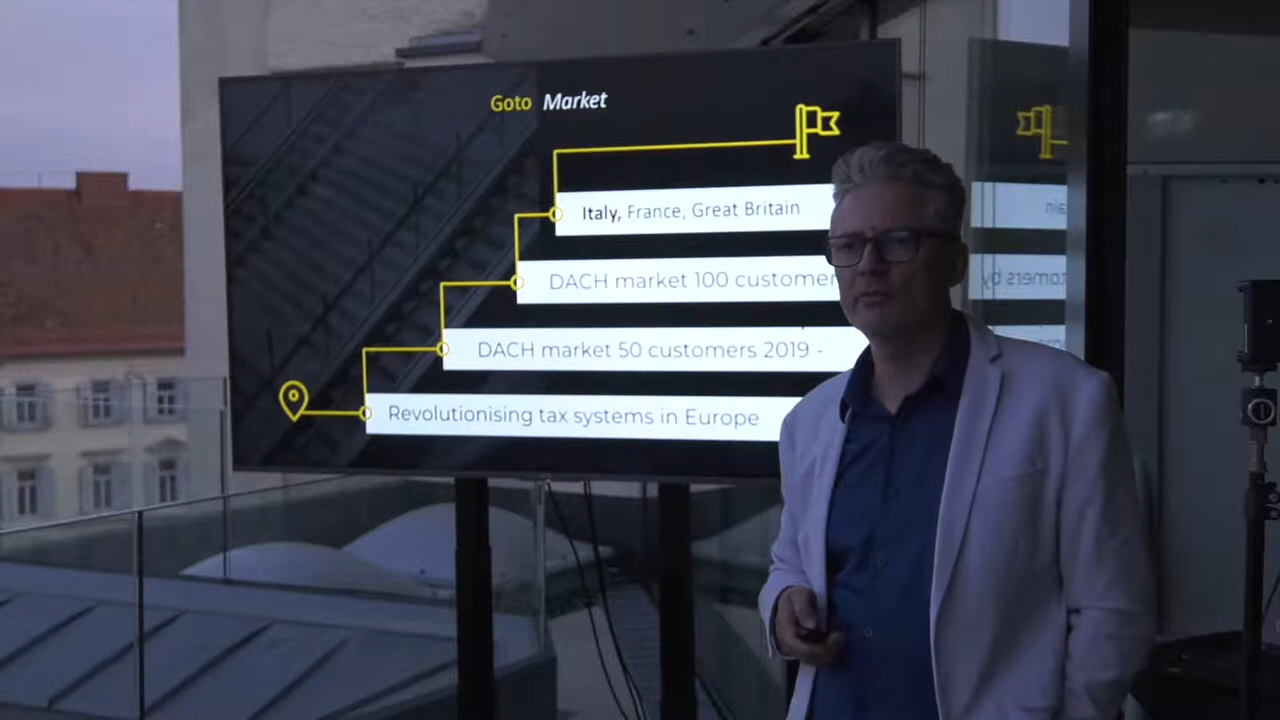 Goto Market
Italy, France, Great Britain
DACH market 100 customer
DACH market 50 customers 2019 -
Revolutionising tax systems in Europe